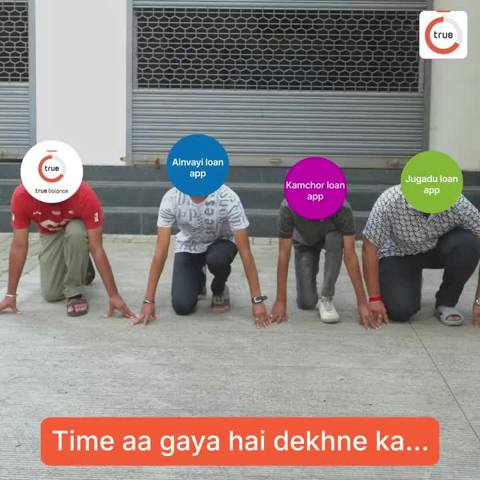 true
Ainvayi loan
app
true
true balance
Kamchor loan
app
Jugadu loan
app
Time aa gaya hai dekhne ka...